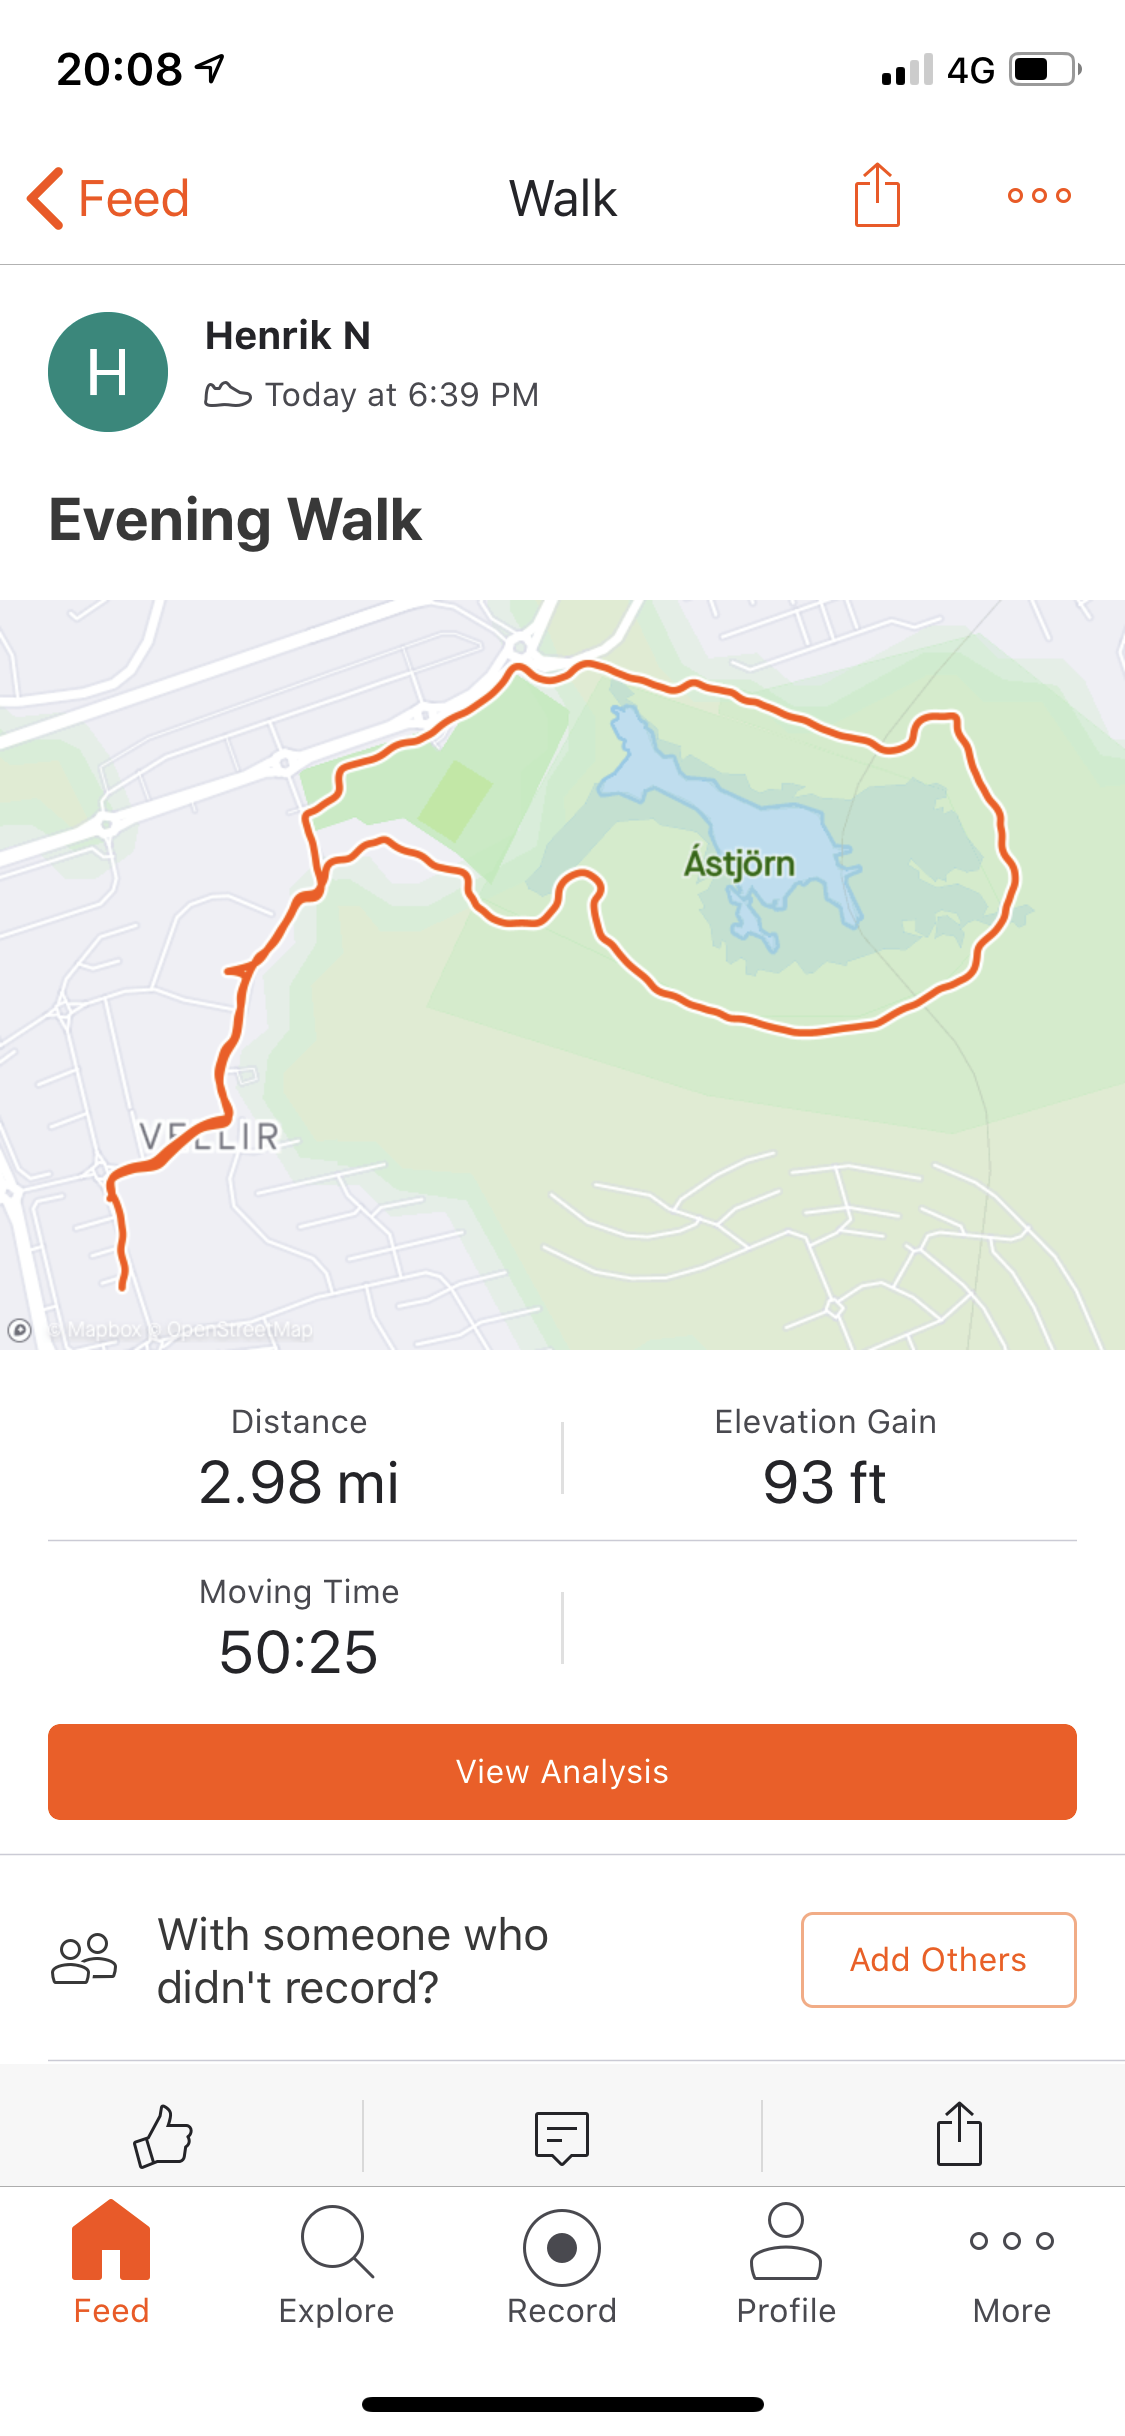 20:08
4G
Feed
Walk
H
Henrik N
Today at 6:39 PM
Evening Walk
Ástjörn
VELLIR
© Mapbox © OpenStreetMap
Distance
2.98 mi
Elevation Gain
93 ft
Moving Time
50:25
View Analysis
With someone who
didn't record?
Add Others
Feed
Explore
Record
Profile
More